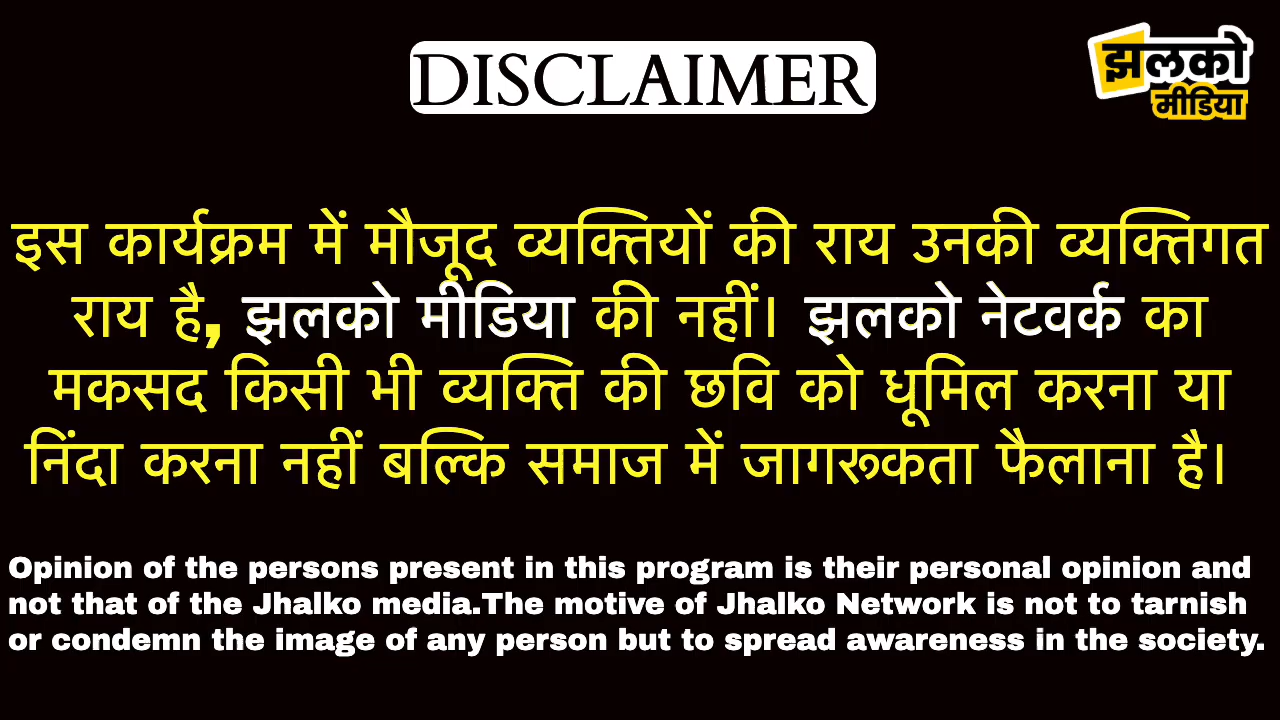 DISCLAIMER
झलको
मीडिया
इस कार्यक्रम में मौजूद व्यक्तियों की राय उनकी व्यक्तिगत
राय है, झलको मीडिया की नहीं। झलको नेटवर्क का
मकसद किसी भी व्यक्ति की छवि को धूमिल करना या
निंदा करना नहीं बल्कि समाज में जागरूकता फैलाना है।
Opinion of the persons present in this program is their personal opinion and
not that of the Jhalko media.The motive of Jhalko Network is not to tarnish
or condemn the image of any person but to spread awareness in the society.